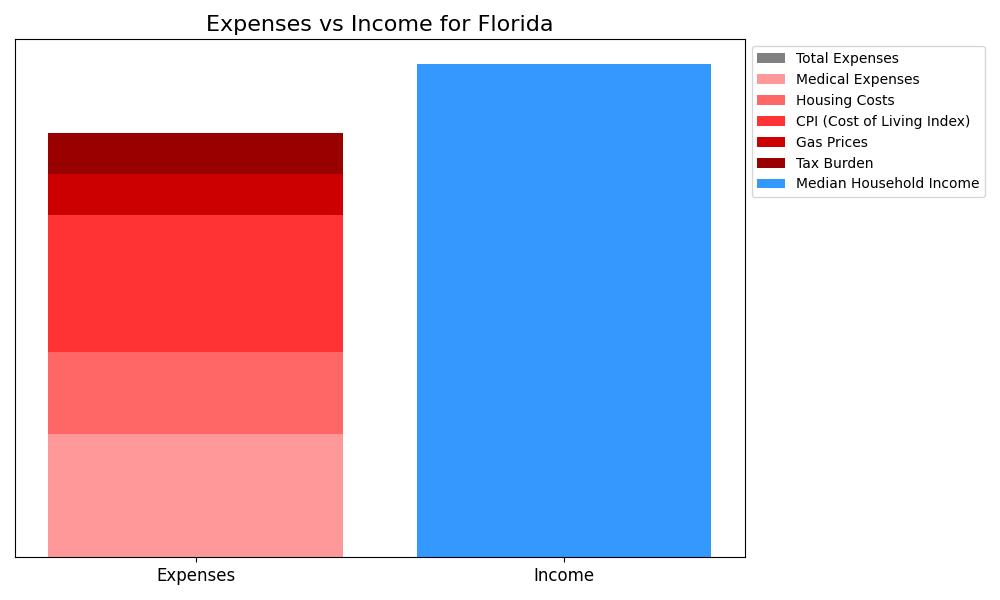 Expenses vs Income for Florida
Total Expenses
Medical Expenses
Housing Costs
CPI (Cost of Living Index)
Gas Prices
Tax Burden
Median Household Income
Expenses
Income